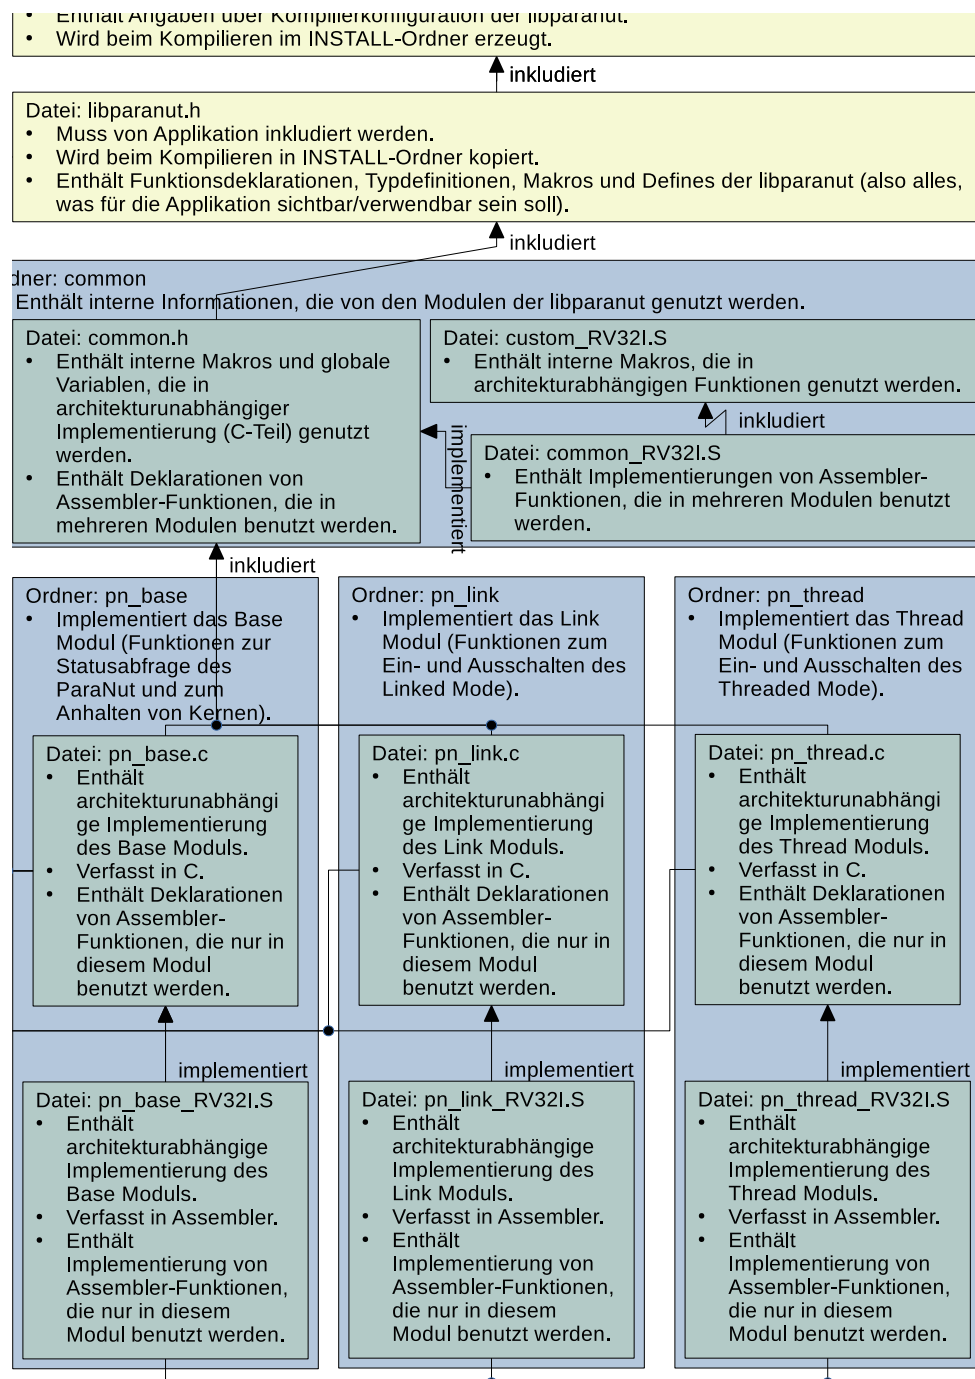 • Enthält Angaben über Kompilierkonfiguration der libparanut.
• Wird beim Kompilieren im INSTALL-Ordner erzeugt.
inkludiert
Datei: libparanut.h
• Muss von Applikation inkludiert werden.
• Wird beim Kompilieren in INSTALL-Ordner kopiert.
• Enthält Funktionsdeklarationen, Typdefinitionen, Makros und Defines der libparanut (also alles,
was für die Applikation sichtbar/verwendbar sein soll).
inkludiert
dner: common
Enthält interne Informationen, die von den Modulen der libparanut genutzt werden.
Datei: common.h
• Enthält interne Makros und globale
Variablen, die in
architekturunabhängiger
Implementierung (C-Teil) genutzt
werden.
• Enthält Deklarationen von
Assembler-Funktionen, die in
mehreren Modulen benutzt werden.
Datei: custom_RV32I.S
• Enthält interne Makros, die in
architekturabhängigen Funktionen genutzt werden.
inkludiert
implementiert
Datei: common_RV32I.S
• Enthält Implementierungen von Assembler-
Funktionen, die in mehreren Modulen benutzt
werden.
inkludiert
Ordner: pn_base
• Implementiert das Base
Modul (Funktionen zur
Statusabfrage des
ParaNut und zum
Anhalten von Kernen).
Datei: pn_base.c
• Enthält
architekturunabhängi
ge Implementierung
des Base Moduls.
• Verfasst in C.
• Enthält Deklarationen
von Assembler-
Funktionen, die nur in
diesem Modul
benutzt werden.
implementiert
Datei: pn_base_RV32I.S
• Enthält
architekturabhängige
Implementierung des
Base Moduls.
• Verfasst in Assembler.
• Enthält
Implementierung von
Assembler-Funktionen,
die nur in diesem
Modul benutzt werden.
Ordner: pn_link
• Implementiert das Link
Modul (Funktionen zum
Ein- und Ausschalten des
Linked Mode).
Datei: pn_link.c
• Enthält
architekturunabhängi
ge Implementierung
des Link Moduls.
• Verfasst in C.
• Enthält Deklarationen
von Assembler-
Funktionen, die nur in
diesem Modul
benutzt werden.
implementiert
Datei: pn_link_RV32I.S
• Enthält
architekturabhängige
Implementierung des
Link Moduls.
• Verfasst in Assembler.
• Enthält
Implementierung von
Assembler-Funktionen,
die nur in diesem
Modul benutzt werden.
Ordner: pn_thread
• Implementiert das Thread
Modul (Funktionen zum
Ein- und Ausschalten des
Threaded Mode).
Datei: pn_thread.c
• Enthält
architekturunabhängi
ge Implementierung
des Thread Moduls.
• Verfasst in C.
• Enthält Deklarationen
von Assembler-
Funktionen, die nur in
diesem Modul
benutzt werden.
implementiert
Datei: pn_thread_RV32I.S
• Enthält
architekturabhängige
Implementierung des
Thread Moduls.
• Verfasst in Assembler.
• Enthält
Implementierung von
Assembler-Funktionen,
die nur in diesem
Modul benutzt werden.